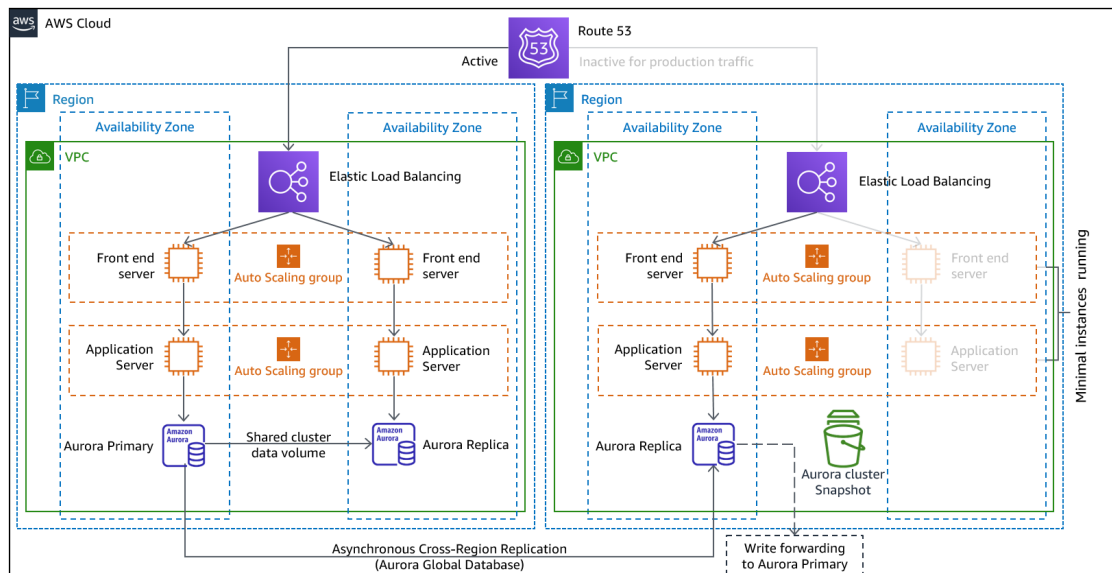 aws
AWS Cloud
53
Route 53
Active
Inactive for production traffic
Region
Availability Zone
Availability Zone
VPC
Elastic Load Balancing
Front end
server
Auto Scaling group
Front end
server
Application
Server
Auto Scaling group
Application
Server
Aurora Primary
Amazon
Aurora
Shared cluster
data volume
Amazon
Aurora
Aurora Replica
Region
Availability Zone
Availability Zone
VPC
Elastic Load Balancing
Front end
server
Auto Scaling group
Front end
server
Application
Server
Auto Scaling group
Application
Server
Minimal instances running
Aurora Replica
Amazon
Aurora
Aurora cluster
Snapshot
Asynchronous Cross-Region Replication
(Aurora Global Database)
Write forwarding
to Aurora Primary